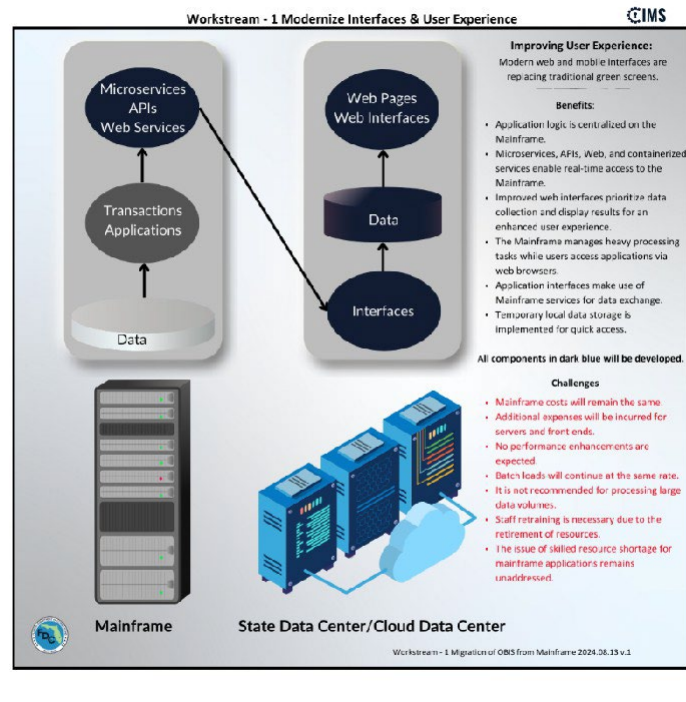 Workstream - 1 Modernize Interfaces & User Experience
CIMS
Microservices
APIs
Web Services
Transactions
Applications
Data
Web Pages
Web Interfaces
Data
Interfaces
Improving User Experience:
Modern web and mobile interfaces are
replacing traditional green screens.
Benefits:
• Application logic is centralized on the
Mainframe.
• Microservices, APIs, Web, and containerized
services enable real-time access to the
Mainframe.
• Improved web interfaces prioritize data
collection and display results for an
enhanced user experience.
• The Mainframe manages heavy processing
tasks while users access applications via
web browsers.
• Application interfaces make use of
Mainframe services for data exchange.
• Temporary local data storage is
implemented for quick access.
All components in dark blue will be developed.
Challenges
• Mainframe costs will remain the same.
• Additional expenses will be incurred for
servers and front ends.
• No performance enhancements are
expected.
• Batch loads will continue at the same rate.
• It is not recommended for processing large
data volumes.
• Staff retraining is necessary due to the
retirement of resources.
• The issue of skilled resource shortage for
mainframe applications remains
unaddressed.
Mainframe
State Data Center/Cloud Data Center
FDC
Workstream - 1 Migration of OBIS from Mainframe 2024.08.13 v.1